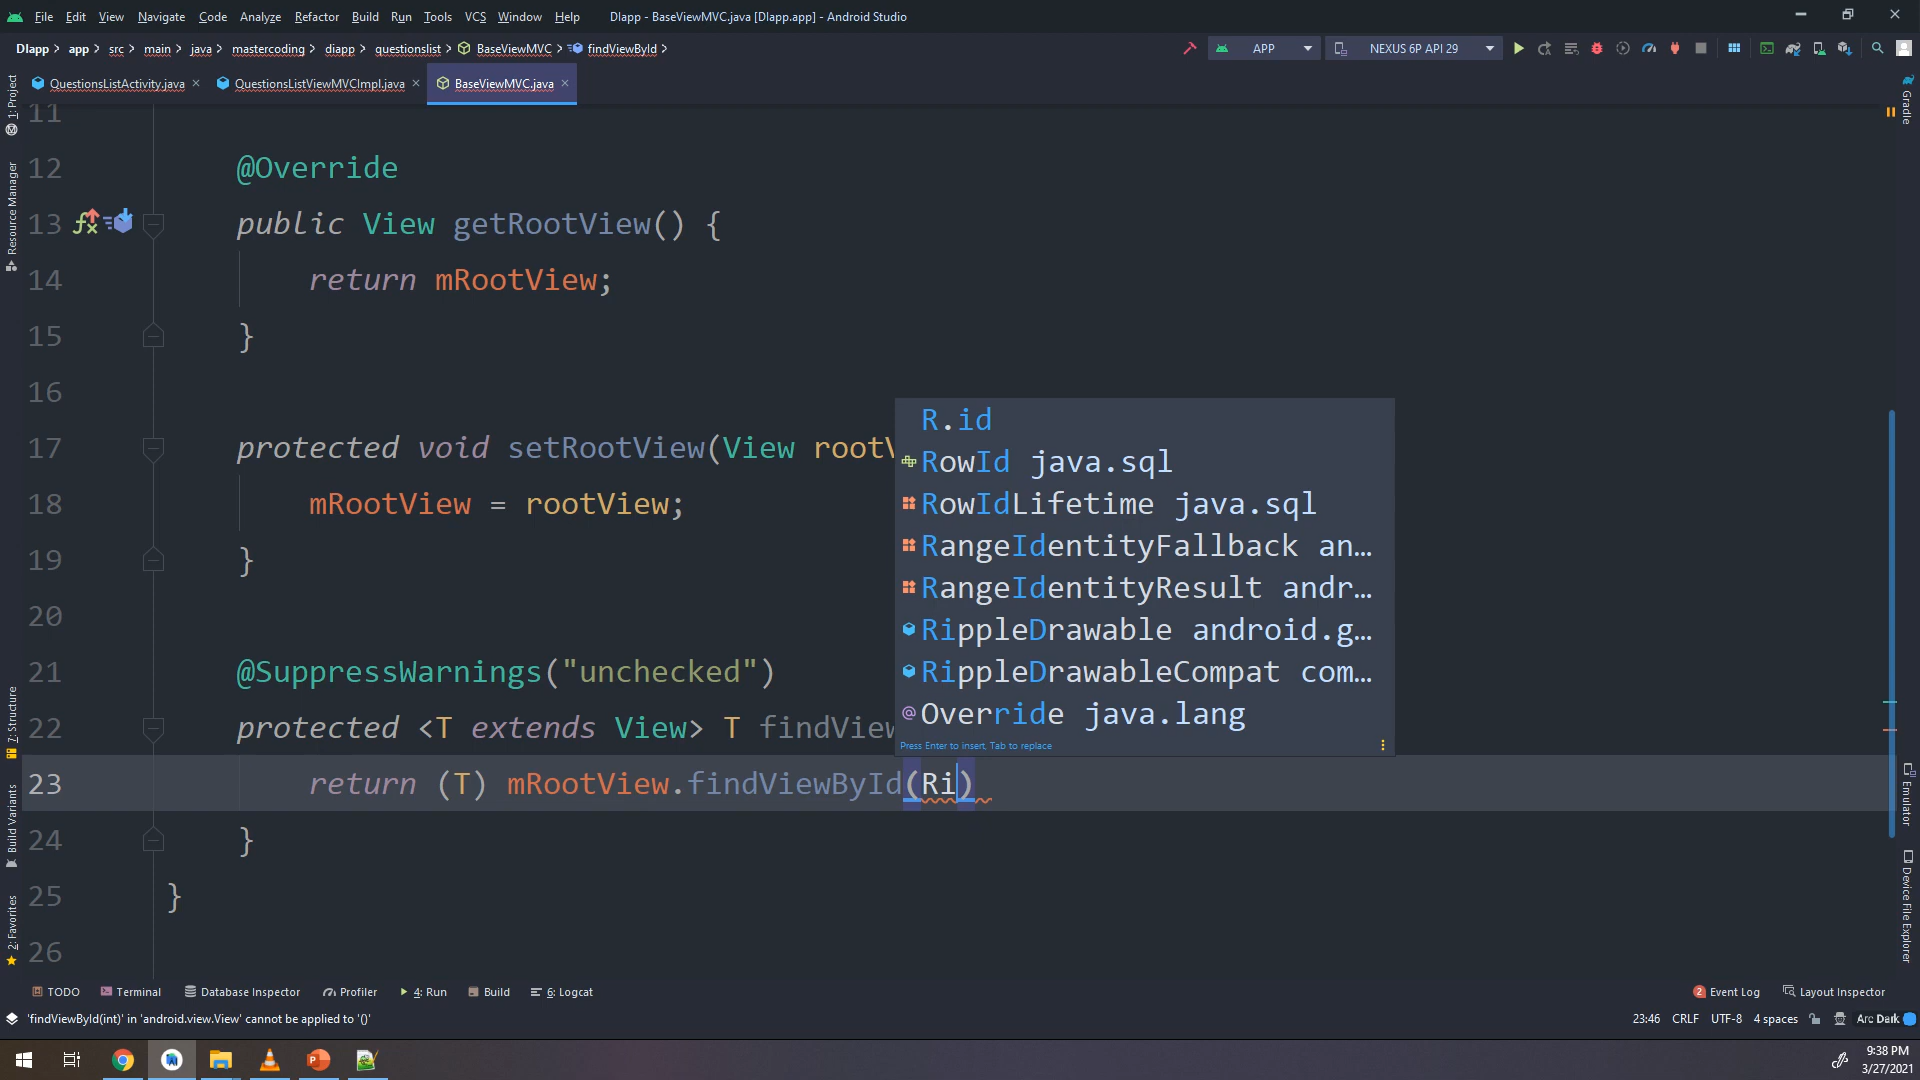 File Edit View Navigate Code Analyze Refactor Build Run Tools VCS Window Help Dlapp - BaseViewMVC.java [Dlapp.app] - Android Studio
Dlapp app src main java mastercoding diapp questionslist BaseViewMVC findViewById APP NEXUS 6P API 29
QuestionsListActivity.java QuestionsListViewMVCImpl.java BaseViewMVC.java
1: Project
Resource Manager
7: Structure
Build Variants
2: Favorites
Gradle
Emulator
Device File Explorer
11
12 @Override
13 public View getRootView() {
14 return mRootView;
15 }
16
17 protected void setRootView(View rootV
18 mRootView = rootView;
19 }
20
21 @SuppressWarnings("unchecked")
22 protected <T extends View> T findView
23 return (T) mRootView.findViewById(Ri)
24 }
25 }
26
R.id
RowId java.sql
RowIdLifetime java.sql
RangeIdentityFallback an…
RangeIdentityResult andr…
RippleDrawable android.g…
RippleDrawableCompat com…
@ Override java.lang
Press Enter to insert, Tab to replace
TODO Terminal Database Inspector Profiler 4: Run Build 6: Logcat 2 Event Log Layout Inspector
'findViewById(int)' in 'android.view.View' cannot be applied to '()' 23:46 CRLF UTF-8 4 spaces Arc Dark
9:38 PM
3/27/2021